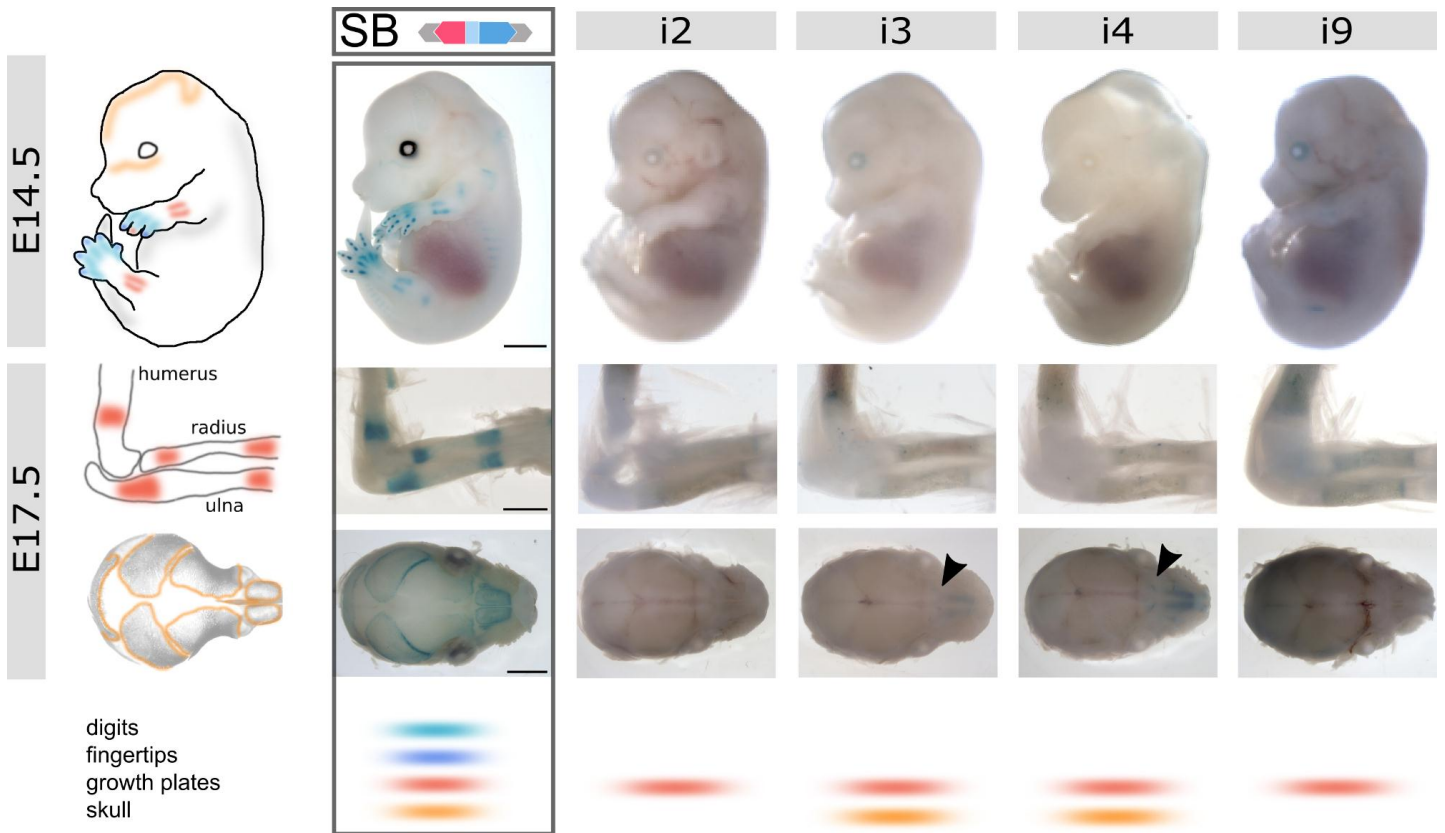 SB i2 i3 i4 i9
E14.5
E17.5
humerus
radius
ulna
digits
fingertips
growth plates
skull